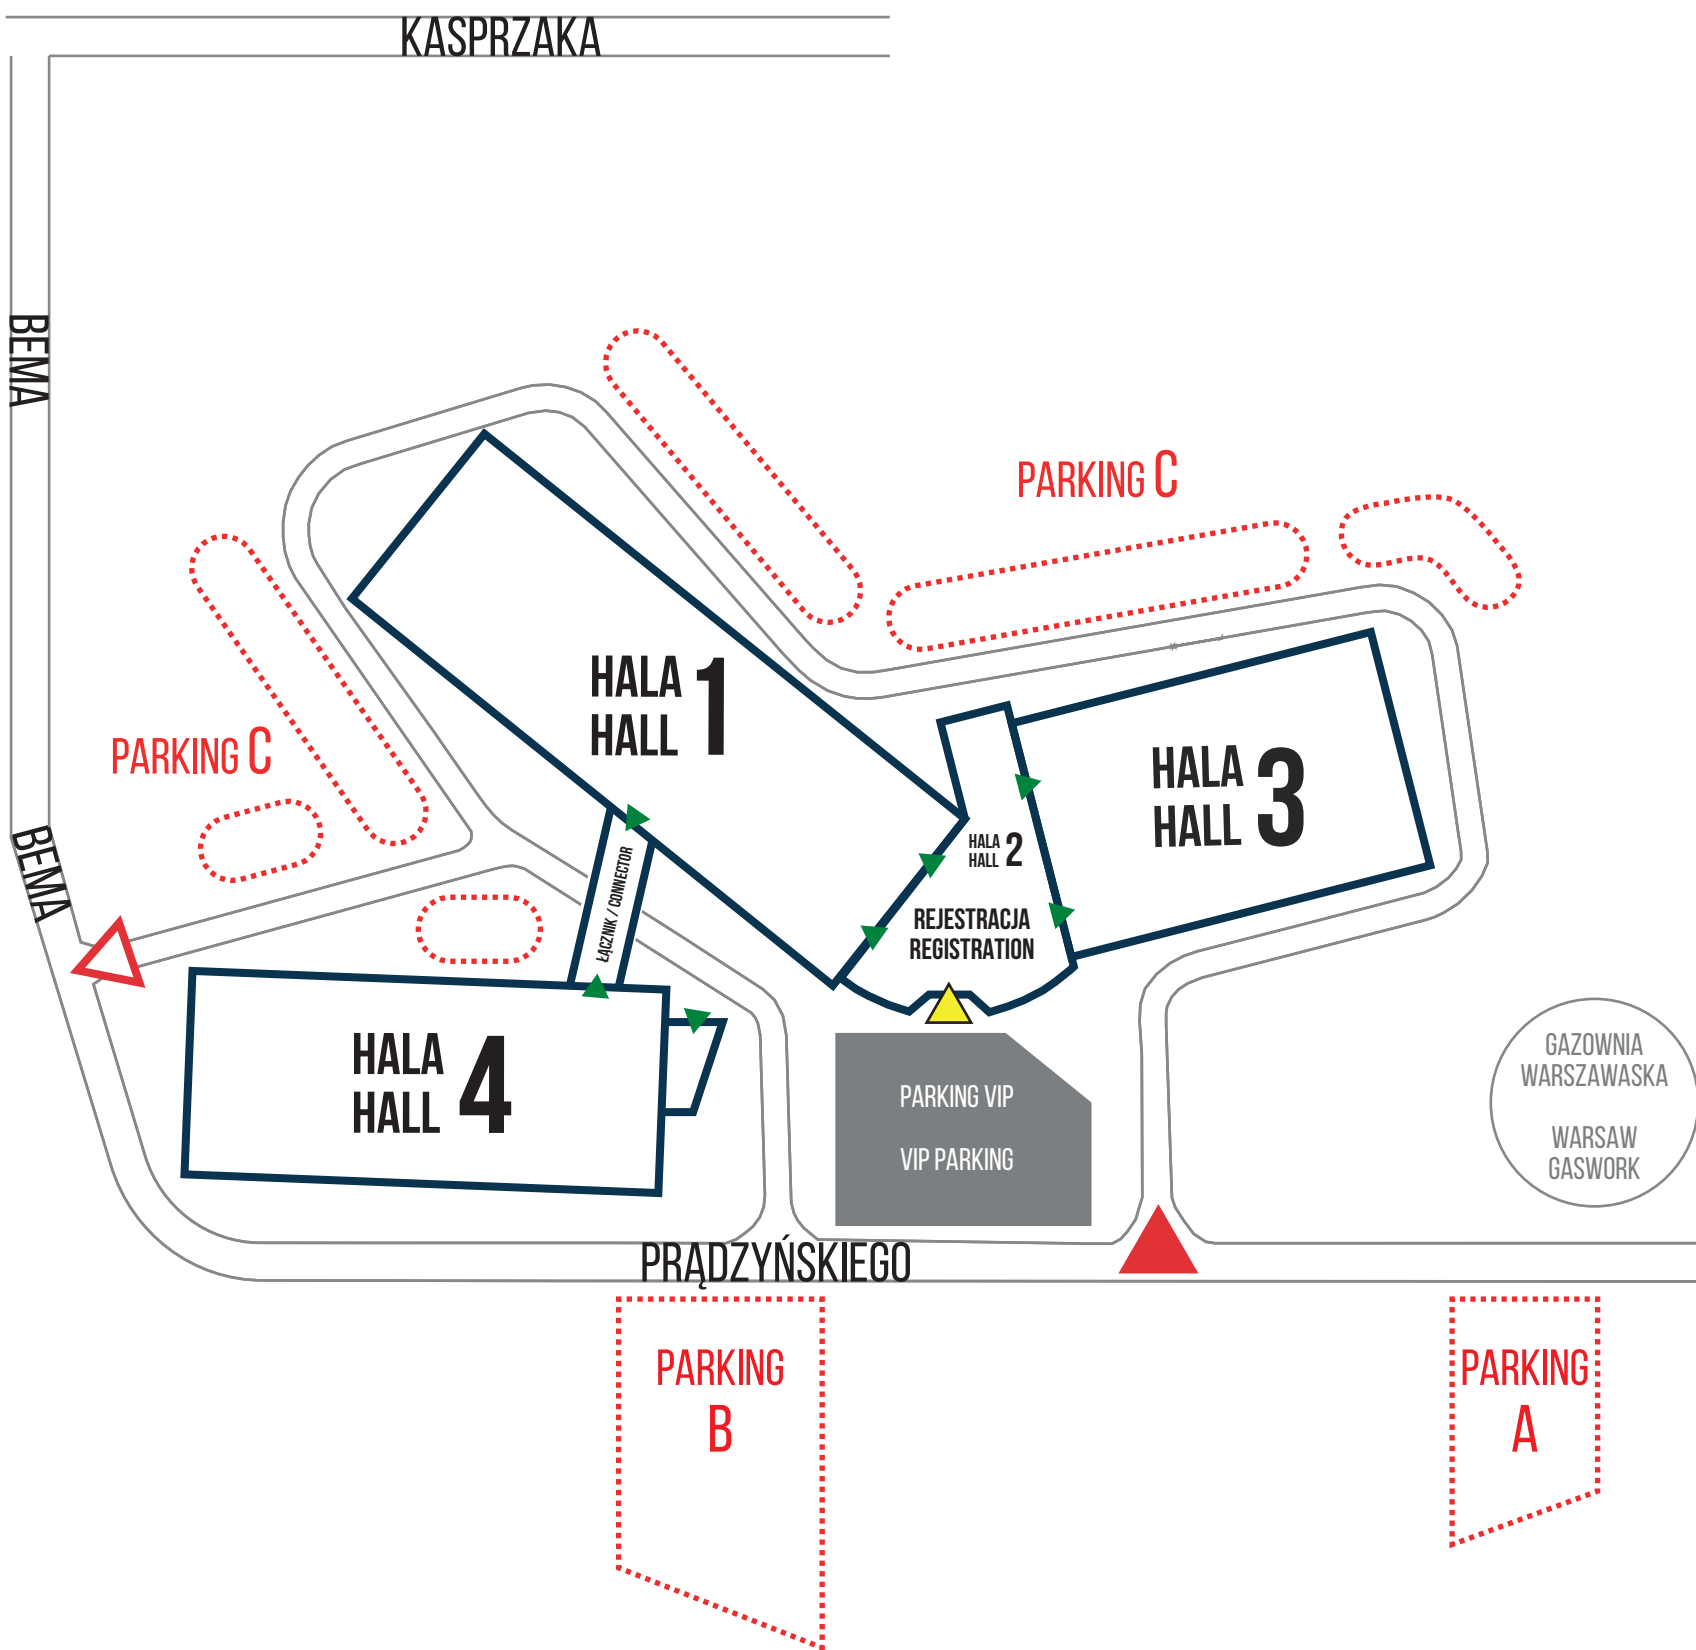 KASPRZAKA
BEMA
PARKING C
HALA
HALL 1
PARKING C
HALA
HALL 3
HALA
HALL 2
BEMA
ŁĄCZNIK / CONNECTOR
REJESTRACJA
REGISTRATION
HALA
HALL 4
PARKING VIP
VIP PARKING
GAZOWNIA
WARSZAWASKA
WARSAW
GASWORK
PRĄDZYŃSKIEGO
PARKING
B
PARKING
A